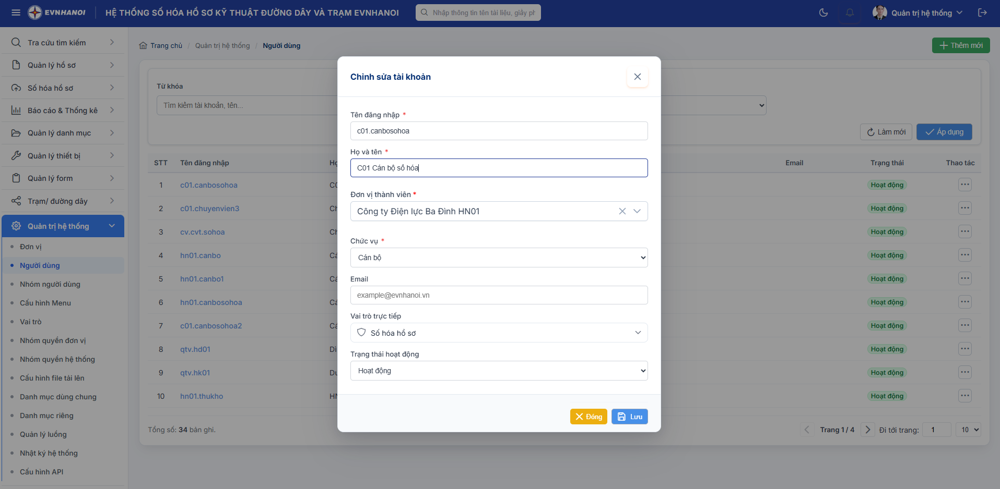 EVNHANOI
HỆ THỐNG SỐ HÓA HỒ SƠ KỸ THUẬT ĐƯỜNG DÂY VÀ TRẠM EVNHANOI
Nhập thông tin tên tài liệu, giấy ph
Quản trị hệ thống
Tra cứu tìm kiếm
Quản lý hồ sơ
Số hóa hồ sơ
Báo cáo & Thống kê
Quản lý danh mục
Quản lý thiết bị
Quản lý form
Trạm/ đường dây
Quản trị hệ thống
Đơn vị
Người dùng
Nhóm người dùng
Cấu hình Menu
Vai trò
Nhóm quyền đơn vị
Nhóm quyền hệ thống
Cấu hình file tải lên
Danh mục dùng chung
Danh mục riêng
Quản lý luồng
Nhật ký hệ thống
Cấu hình API
Trang chủ / Quản trị hệ thống / Người dùng
Thêm mới
Từ khóa
Tìm kiếm tài khoản, tên...
Làm mới
Áp dụng
STT Tên đăng nhập Họ Email Trạng thái Thao tác
1 c01.canbosohoa C0 Hoạt động
2 c01.chuyenvien3 Ch Hoạt động
3 cv.cvt.sohoa Ch Hoạt động
4 hn01.canbo Cá Hoạt động
5 hn01.canbo1 Cá Hoạt động
6 hn01.canbosohoa Cá Hoạt động
7 c01.canbosohoa2 Cá Hoạt động
8 qtv.hd01 Dì Hoạt động
9 qtv.hk01 Dư Hoạt động
10 hn01.thukho HN Hoạt động
Tổng số: 34 bản ghi.
Trang 1 / 4
Đi tới trang: 1
10
Chỉnh sửa tài khoản
Tên đăng nhập *
c01.canbosohoa
Họ và tên *
C01 Cán bộ số hóa
Đơn vị thành viên *
Công ty Điện lực Ba Đình HN01
Chức vụ *
Cán bộ
Email
example@evnhanoi.vn
Vai trò trực tiếp
Số hóa hồ sơ
Trạng thái hoạt động
Hoạt động
Đóng
Lưu